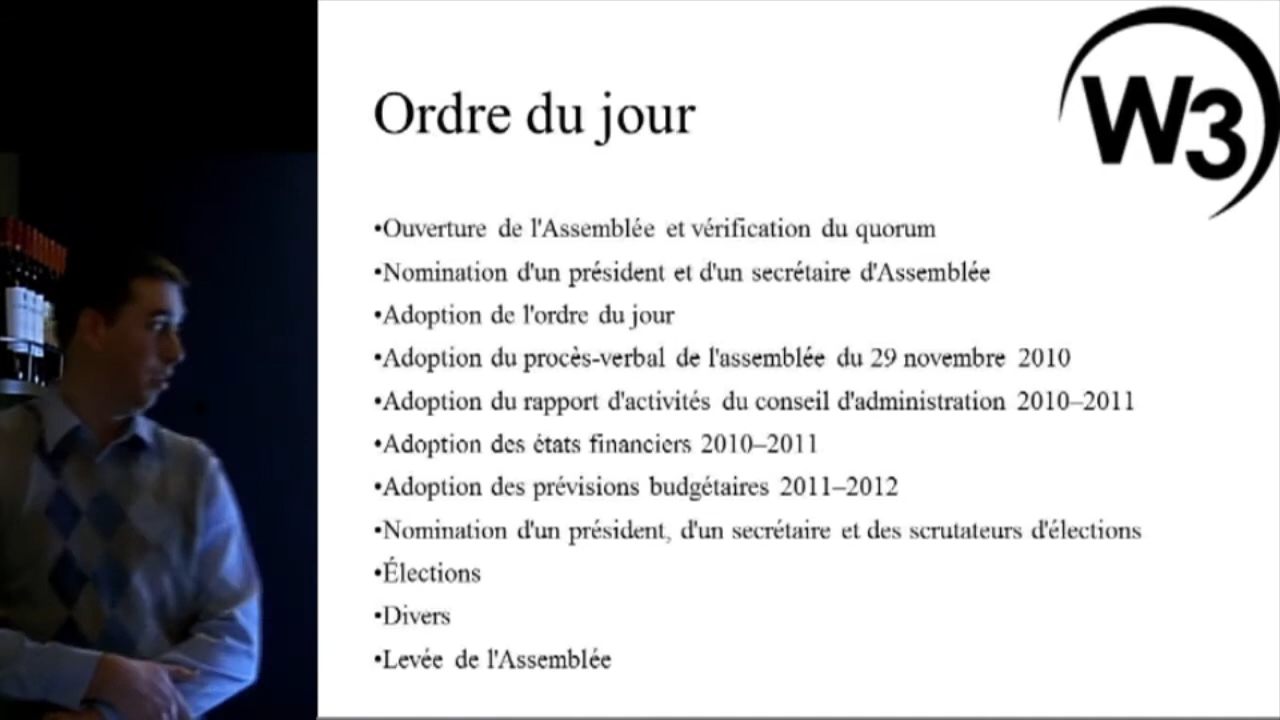 W3
Ordre du jour
•Ouverture de l'Assemblée et vérification du quorum
•Nomination d'un président et d'un secrétaire d'Assemblée
•Adoption de l'ordre du jour
•Adoption du procès-verbal de l'assemblée du 29 novembre 2010
•Adoption du rapport d'activités du conseil d'administration 2010–2011
•Adoption des états financiers 2010–2011
•Adoption des prévisions budgétaires 2011–2012
•Nomination d'un président, d'un secrétaire et des scrutateurs d'élections
•Élections
•Divers
•Levée de l'Assemblée